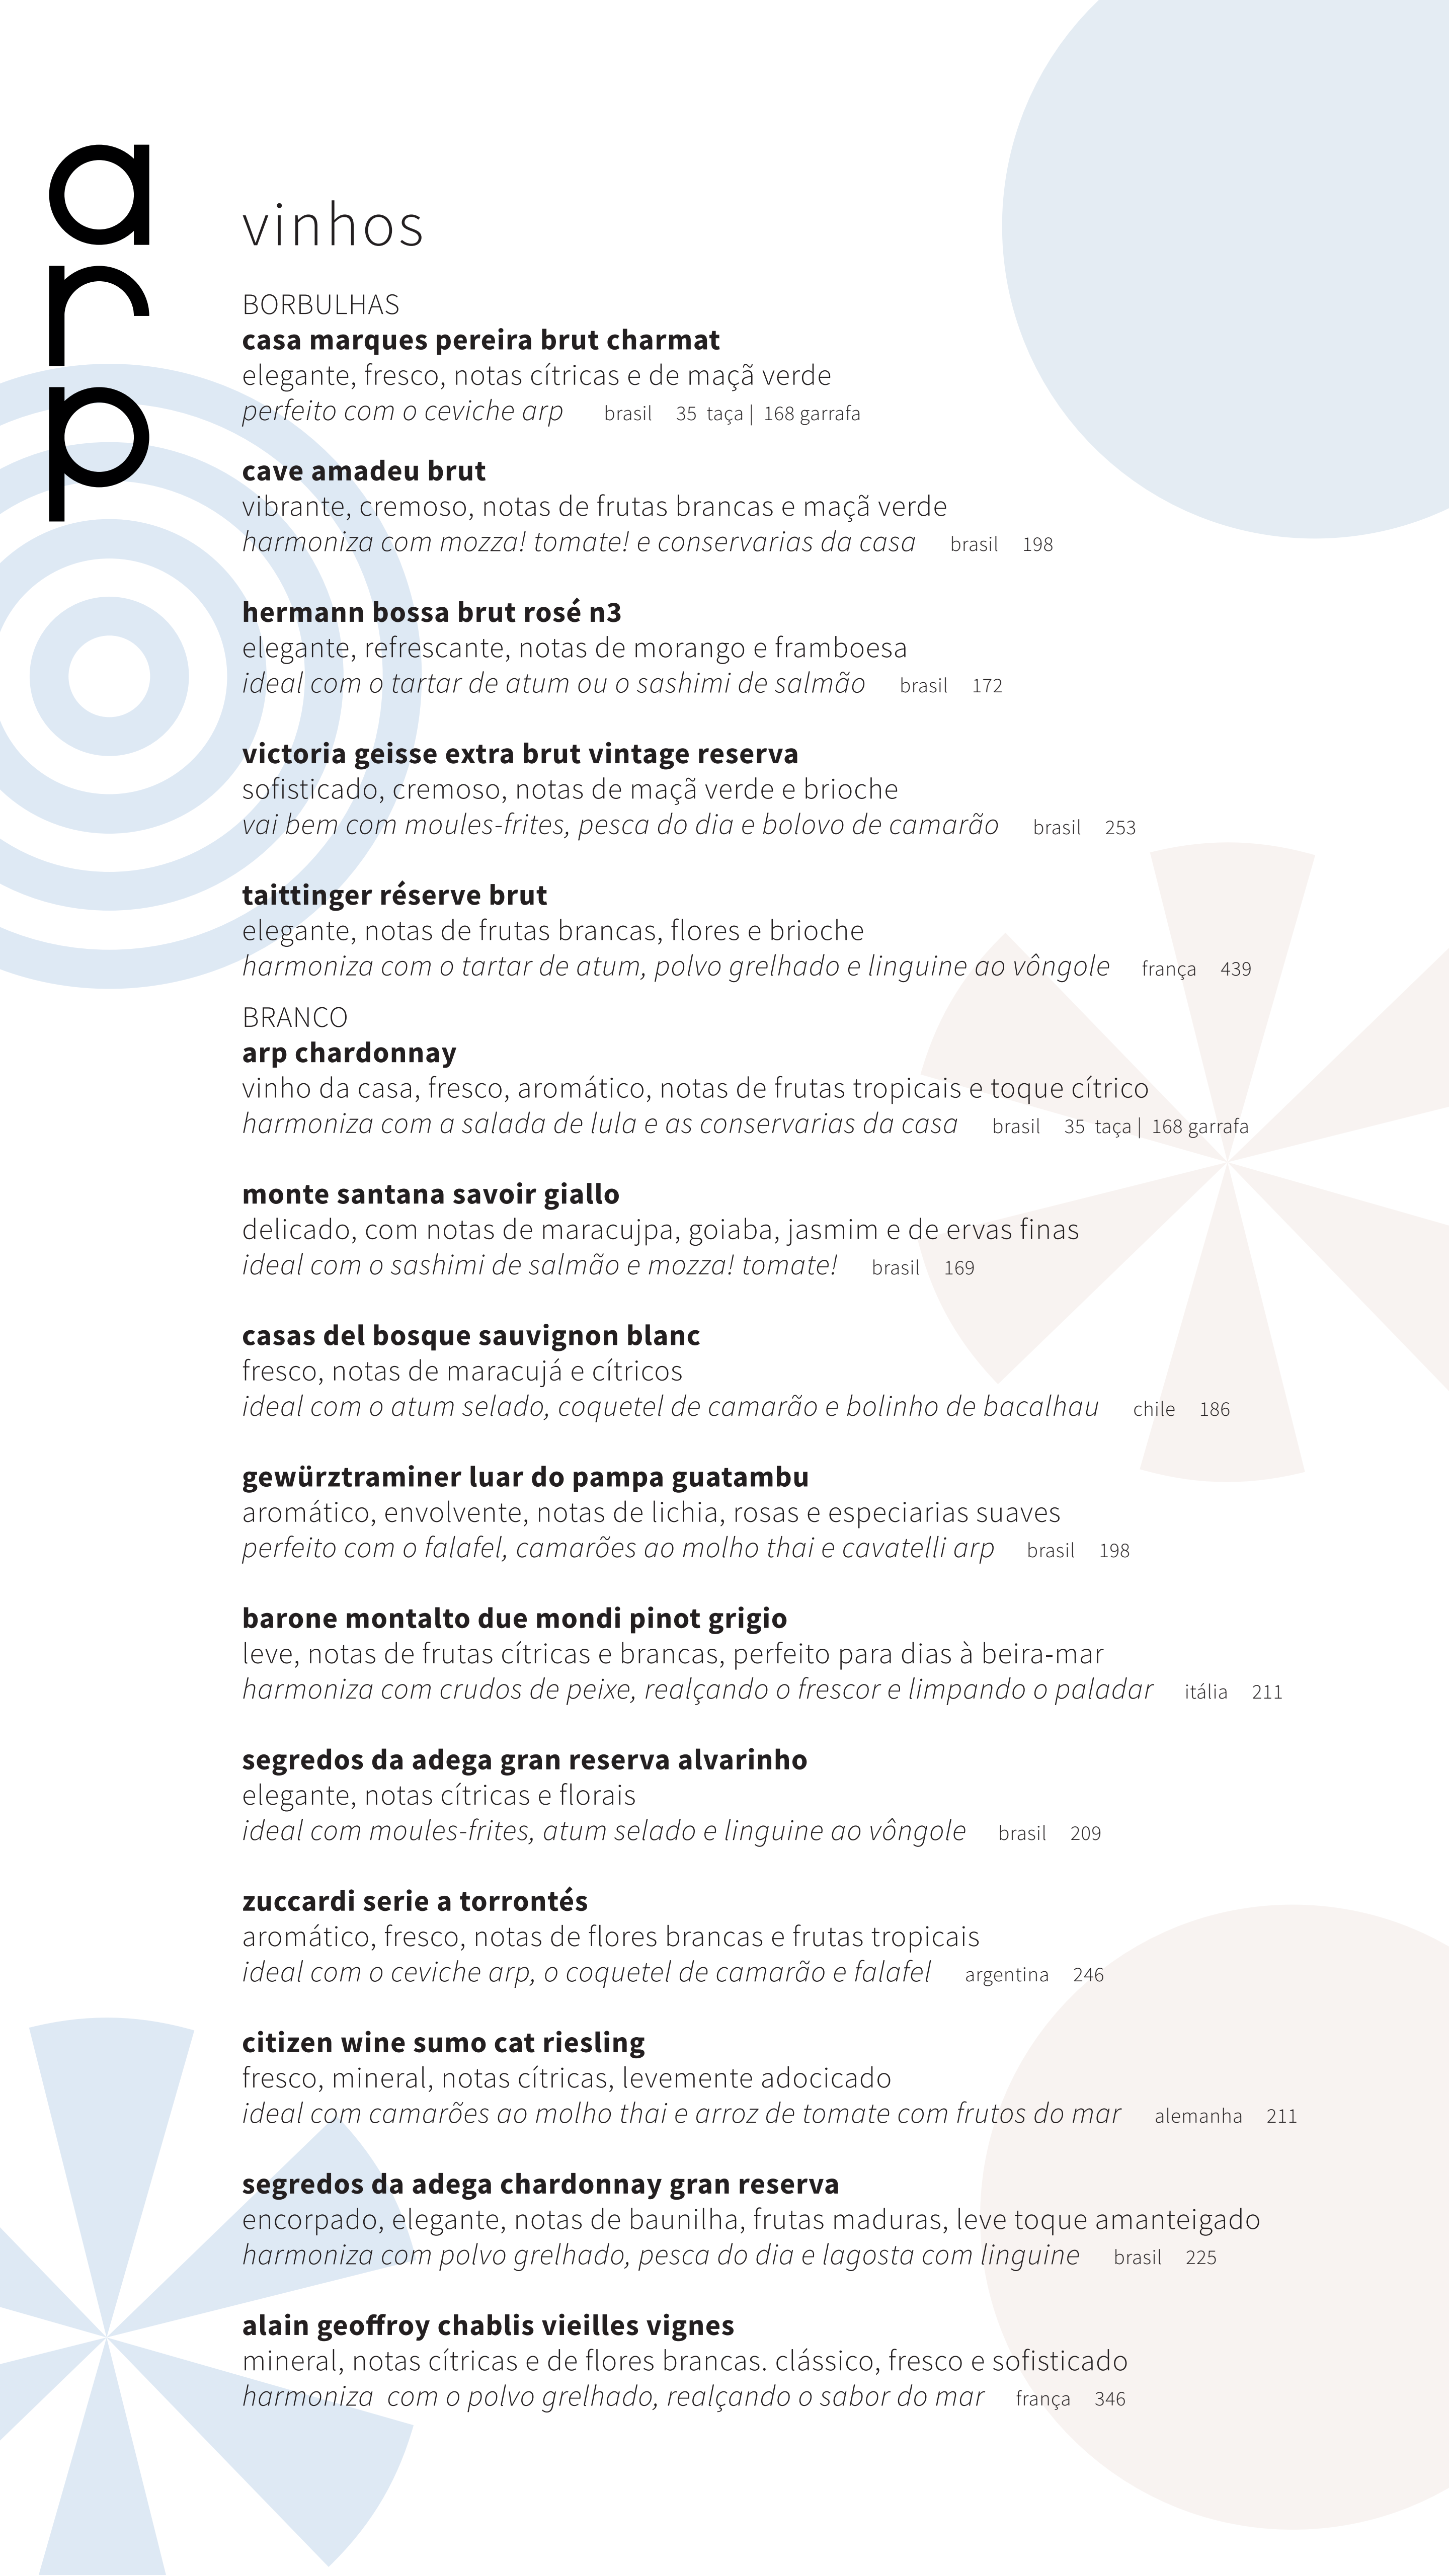 arp
vinhos
BORBULHAS
casa marques pereira brut charmat
elegante, fresco, notas cítricas e de maçã verde
perfeito com o ceviche arp brasil 35 taça | 168 garrafa
cave amadeu brut
vibrante, cremoso, notas de frutas brancas e maçã verde
harmoniza com mozza! tomate! e conservarias da casa brasil 198
hermann bossa brut rosé n3
elegante, refrescante, notas de morango e framboesa
ideal com o tartar de atum ou o sashimi de salmão brasil 172
victoria geisse extra brut vintage reserva
sofisticado, cremoso, notas de maçã verde e brioche
vai bem com moules-frites, pesca do dia e bolovo de camarão brasil 253
taittinger réserve brut
elegante, notas de frutas brancas, flores e brioche
harmoniza com o tartar de atum, polvo grelhado e linguine ao vôngole frança 439
BRANCO
arp chardonnay
vinho da casa, fresco, aromático, notas de frutas tropicais e toque cítrico
harmoniza com a salada de lula e as conservarias da casa brasil 35 taça | 168 garrafa
monte santana savoir giallo
delicado, com notas de maracujpa, goiaba, jasmim e de ervas finas
ideal com o sashimi de salmão e mozza! tomate! brasil 169
casas del bosque sauvignon blanc
fresco, notas de maracujá e cítricos
ideal com o atum selado, coquetel de camarão e bolinho de bacalhau chile 186
gewürztraminer luar do pampa guatambu
aromático, envolvente, notas de lichia, rosas e especiarias suaves
perfeito com o falafel, camarões ao molho thai e cavatelli arp brasil 198
barone montalto due mondi pinot grigio
leve, notas de frutas cítricas e brancas, perfeito para dias à beira-mar
harmoniza com crudos de peixe, realçando o frescor e limpando o paladar itália 211
segredos da adega gran reserva alvarinho
elegante, notas cítricas e florais
ideal com moules-frites, atum selado e linguine ao vôngole brasil 209
zuccardi serie a torrontés
aromático, fresco, notas de flores brancas e frutas tropicais
ideal com o ceviche arp, o coquetel de camarão e falafel argentina 246
citizen wine sumo cat riesling
fresco, mineral, notas cítricas, levemente adocicado
ideal com camarões ao molho thai e arroz de tomate com frutos do mar alemanha 211
segredos da adega chardonnay gran reserva
encorpado, elegante, notas de baunilha, frutas maduras, leve toque amanteigado
harmoniza com polvo grelhado, pesca do dia e lagosta com linguine brasil 225
alain geoffroy chablis vieilles vignes
mineral, notas cítricas e de flores brancas. clássico, fresco e sofisticado
harmoniza com o polvo grelhado, realçando o sabor do mar frança 346